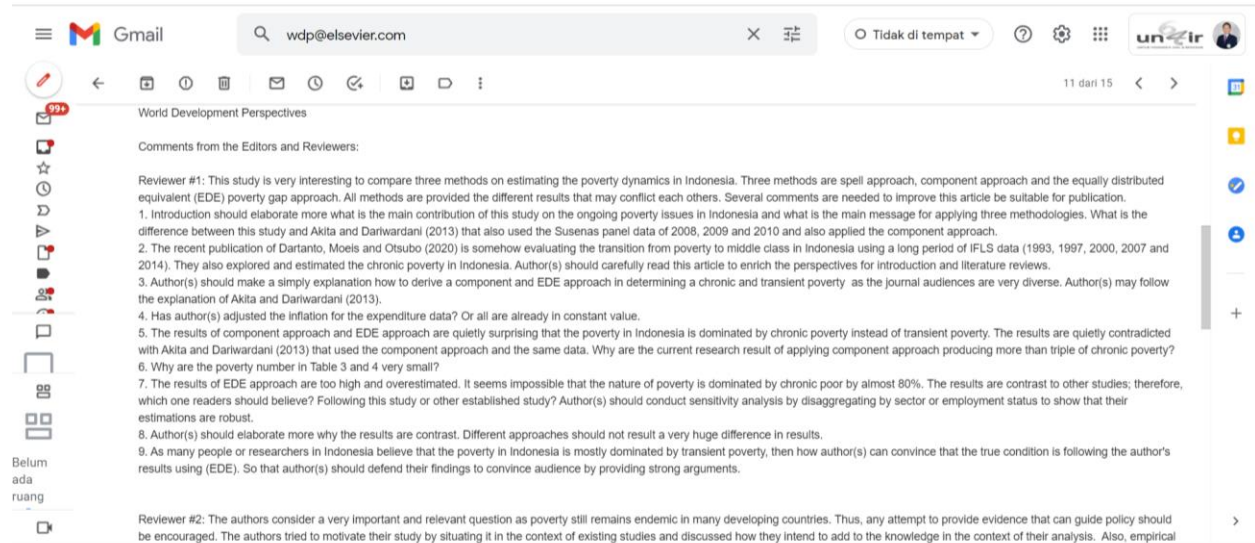 Gmail
wdp@elsevier.com
Tidak di tempat
unair
11 dari 15
99+
World Development Perspectives
Comments from the Editors and Reviewers:
Reviewer #1: This study is very interesting to compare three methods on estimating the poverty dynamics in Indonesia. Three methods are spell approach, component approach and the equally distributed
equivalent (EDE) poverty gap approach. All methods are provided the different results that may conflict each others. Several comments are needed to improve this article be suitable for publication.
1. Introduction should elaborate more what is the main contribution of this study on the ongoing poverty issues in Indonesia and what is the main message for applying three methodologies. What is the
difference between this study and Akita and Dariwardani (2013) that also used the Susenas panel data of 2008, 2009 and 2010 and also applied the component approach.
2. The recent publication of Dartanto, Moeis and Otsubo (2020) is somehow evaluating the transition from poverty to middle class in Indonesia using a long period of IFLS data (1993, 1997, 2000, 2007 and
2014). They also explored and estimated the chronic poverty in Indonesia. Author(s) should carefully read this article to enrich the perspectives for introduction and literature reviews.
3. Author(s) should make a simply explanation how to derive a component and EDE approach in determining a chronic and transient poverty as the journal audiences are very diverse. Author(s) may follow
the explanation of Akita and Dariwardani (2013).
4. Has author(s) adjusted the inflation for the expenditure data? Or all are already in constant value.
5. The results of component approach and EDE approach are quietly surprising that the poverty in Indonesia is dominated by chronic poverty instead of transient poverty. The results are quietly contradicted
with Akita and Dariwardani (2013) that used the component approach and the same data. Why are the current research result of applying component approach producing more than triple of chronic poverty?
6. Why are the poverty number in Table 3 and 4 very small?
7. The results of EDE approach are too high and overestimated. It seems impossible that the nature of poverty is dominated by chronic poor by almost 80%. The results are contrast to other studies; therefore,
which one readers should believe? Following this study or other established study? Author(s) should conduct sensitivity analysis by disaggregating by sector or employment status to show that their
estimations are robust.
8. Author(s) should elaborate more why the results are contrast. Different approaches should not result a very huge difference in results.
9. As many people or researchers in Indonesia believe that the poverty in Indonesia is mostly dominated by transient poverty, then how author(s) can convince that the true condition is following the author's
results using (EDE). So that author(s) should defend their findings to convince audience by providing strong arguments.
Belum
ada
ruang
Reviewer #2: The authors consider a very important and relevant question as poverty still remains endemic in many developing countries. Thus, any attempt to provide evidence that can guide policy should
be encouraged. The authors tried to motivate their study by situating it in the context of existing studies and discussed how they intend to add to the knowledge in the context of their analysis. Also, empirical